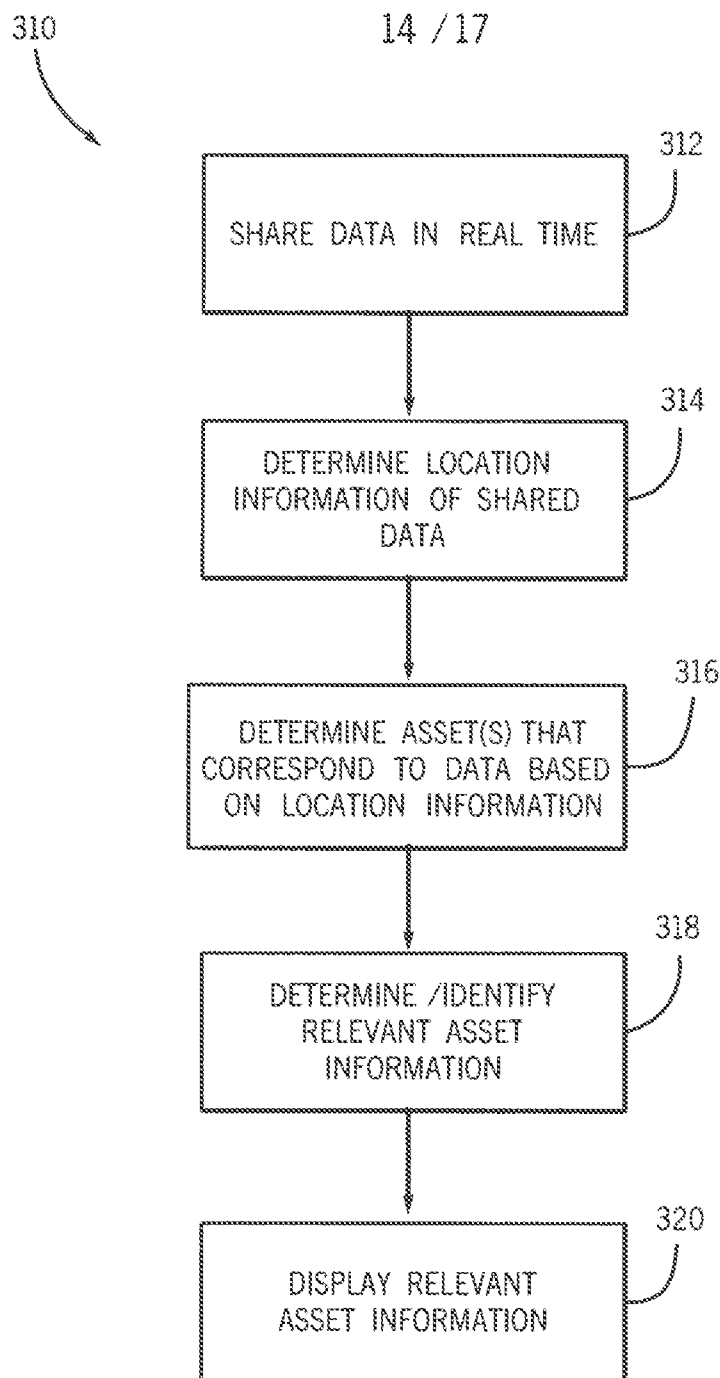 310
14 / 17
312
SHARE DATA IN REAL TIME
314
DETERMINE LOCATION
INFORMATION OF SHARED
DATA
316
DETERMINE ASSET(S) THAT
CORRESPOND TO DATA BASED
ON LOCATION INFORMATION
318
DETERMINE /IDENTIFY
RELEVANT ASSET
INFORMATION
320
DISPLAY RELEVANT
ASSET INFORMATION